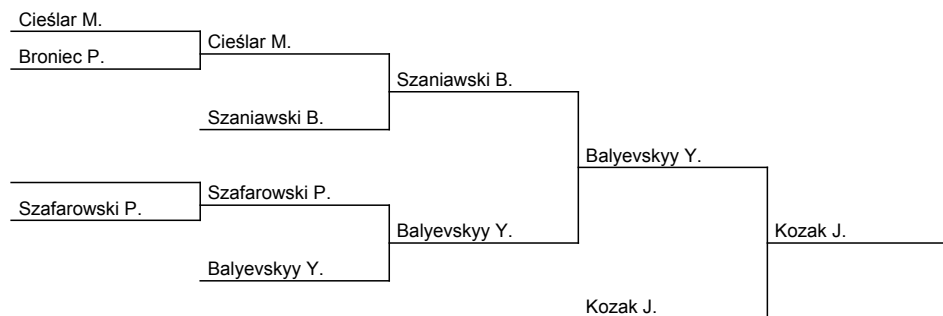 Cieślar M.
Broniec P.
Cieślar M.
Szaniawski B.
Szaniawski B.
Szafarowski P.
Szafarowski P.
Balyevskyy Y.
Balyevskyy Y.
Balyevskyy Y.
Kozak J.
Kozak J.